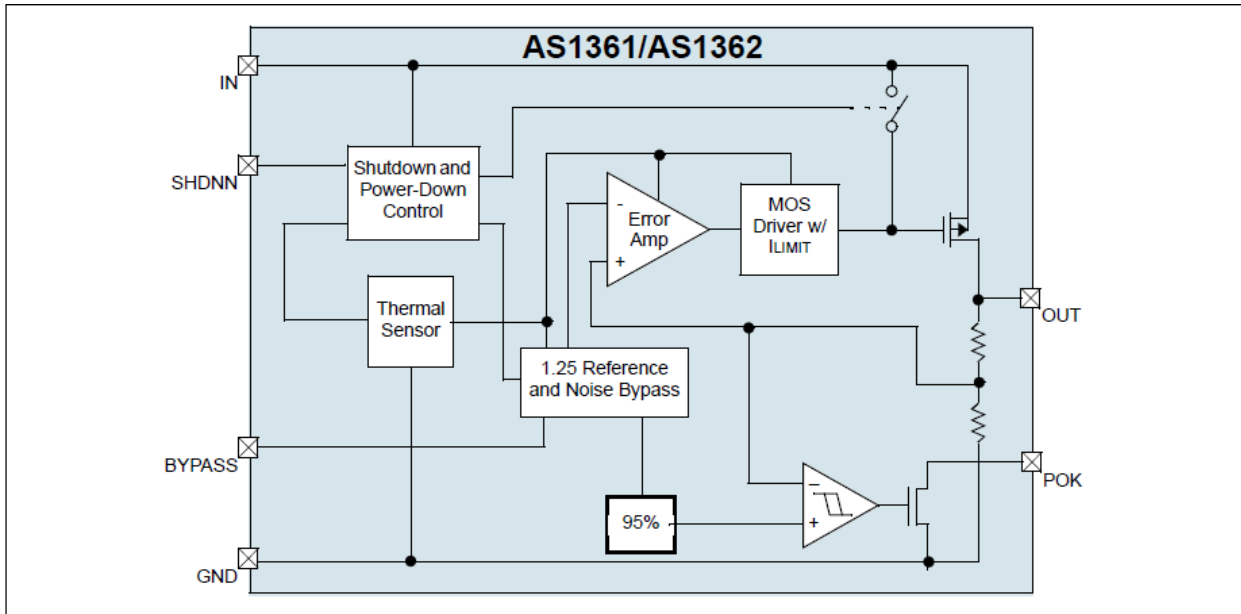 AS1361/AS1362
IN
SHDNN
Shutdown and
Power-Down
Control
-
Error
Amp
+
MOS
Driver w/
ILIMIT
Thermal
Sensor
OUT
1.25 Reference
and Noise Bypass
BYPASS
POK
–
95%
+
GND